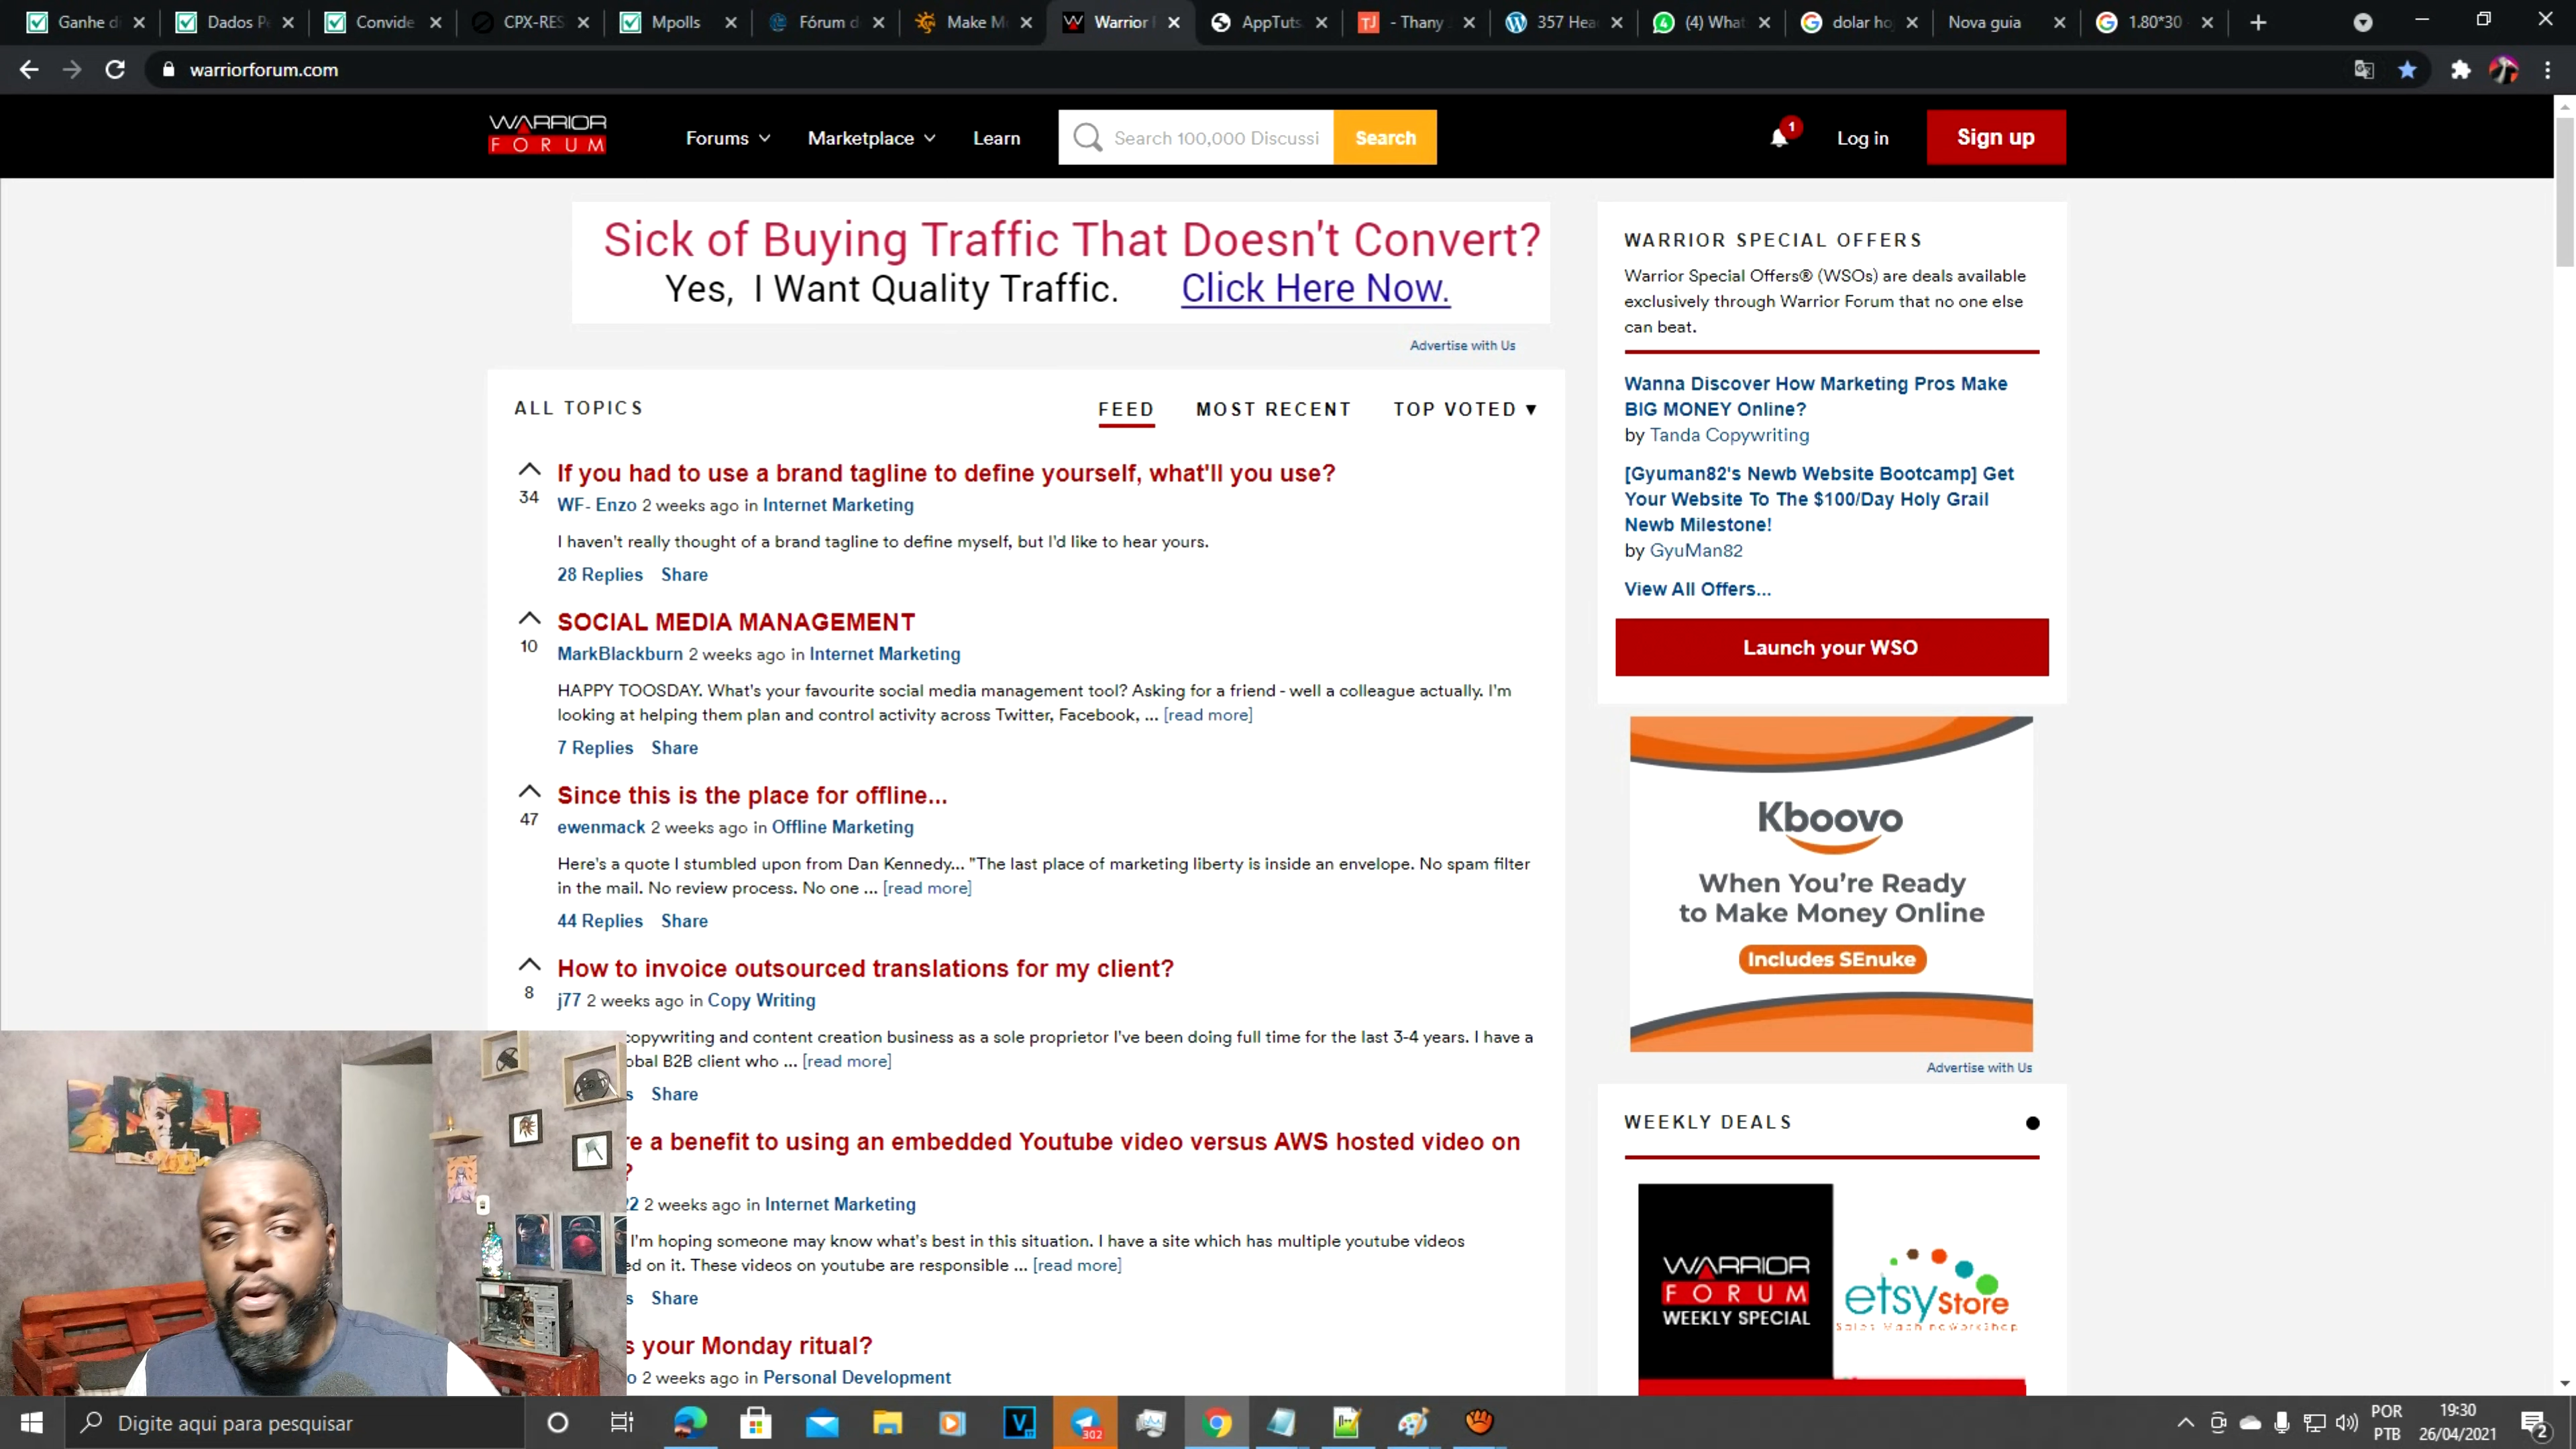 Ganhe d
Dados P
Convide
CPX-RES
Mpolls
Fórum d
Make M
Warrior
AppTuts
- Thany
357 Hea
(4) What
dolar ho
Nova guia
1.80*30
warriorforum.com
WARRIOR
FORUM
Forums
Marketplace
Learn
Search 100,000 Discussi
Search
1
Log in
Sign up
Sick of Buying Traffic That Doesn't Convert?
Yes, I Want Quality Traffic. Click Here Now.
Advertise with Us
ALL TOPICS
FEED
MOST RECENT
TOP VOTED ▼
If you had to use a brand tagline to define yourself, what'll you use?
34
WF- Enzo 2 weeks ago in Internet Marketing
I haven't really thought of a brand tagline to define myself, but I'd like to hear yours.
28 Replies Share
SOCIAL MEDIA MANAGEMENT
10
MarkBlackburn 2 weeks ago in Internet Marketing
HAPPY TOOSDAY. What's your favourite social media management tool? Asking for a friend - well a colleague actually. I'm
looking at helping them plan and control activity across Twitter, Facebook, ... [read more]
7 Replies Share
Since this is the place for offline...
47
ewenmack 2 weeks ago in Offline Marketing
Here's a quote I stumbled upon from Dan Kennedy... "The last place of marketing liberty is inside an envelope. No spam filter
in the mail. No review process. No one ... [read more]
44 Replies Share
How to invoice outsourced translations for my client?
8
j77 2 weeks ago in Copy Writing
copywriting and content creation business as a sole proprietor I've been doing full time for the last 3-4 years. I have a
obal B2B client who ... [read more]
s Share
re a benefit to using an embedded Youtube video versus AWS hosted video on
?
22 2 weeks ago in Internet Marketing
I'm hoping someone may know what's best in this situation. I have a site which has multiple youtube videos
ed on it. These videos on youtube are responsible ... [read more]
s Share
s your Monday ritual?
o 2 weeks ago in Personal Development
WARRIOR SPECIAL OFFERS
Warrior Special Offers® (WSOs) are deals available
exclusively through Warrior Forum that no one else
can beat.
Wanna Discover How Marketing Pros Make
BIG MONEY Online?
by Tanda Copywriting
[Gyuman82's Newb Website Bootcamp] Get
Your Website To The $100/Day Holy Grail
Newb Milestone!
by GyuMan82
View All Offers...
Launch your WSO
Kboovo
When You're Ready
to Make Money Online
Includes SEnuke
Advertise with Us
WEEKLY DEALS
WARRIOR
FORUM
WEEKLY SPECIAL
etsy Store
Sales Machine Workshop
Digite aqui para pesquisar
302
POR
PTB
19:30
26/04/2021
2